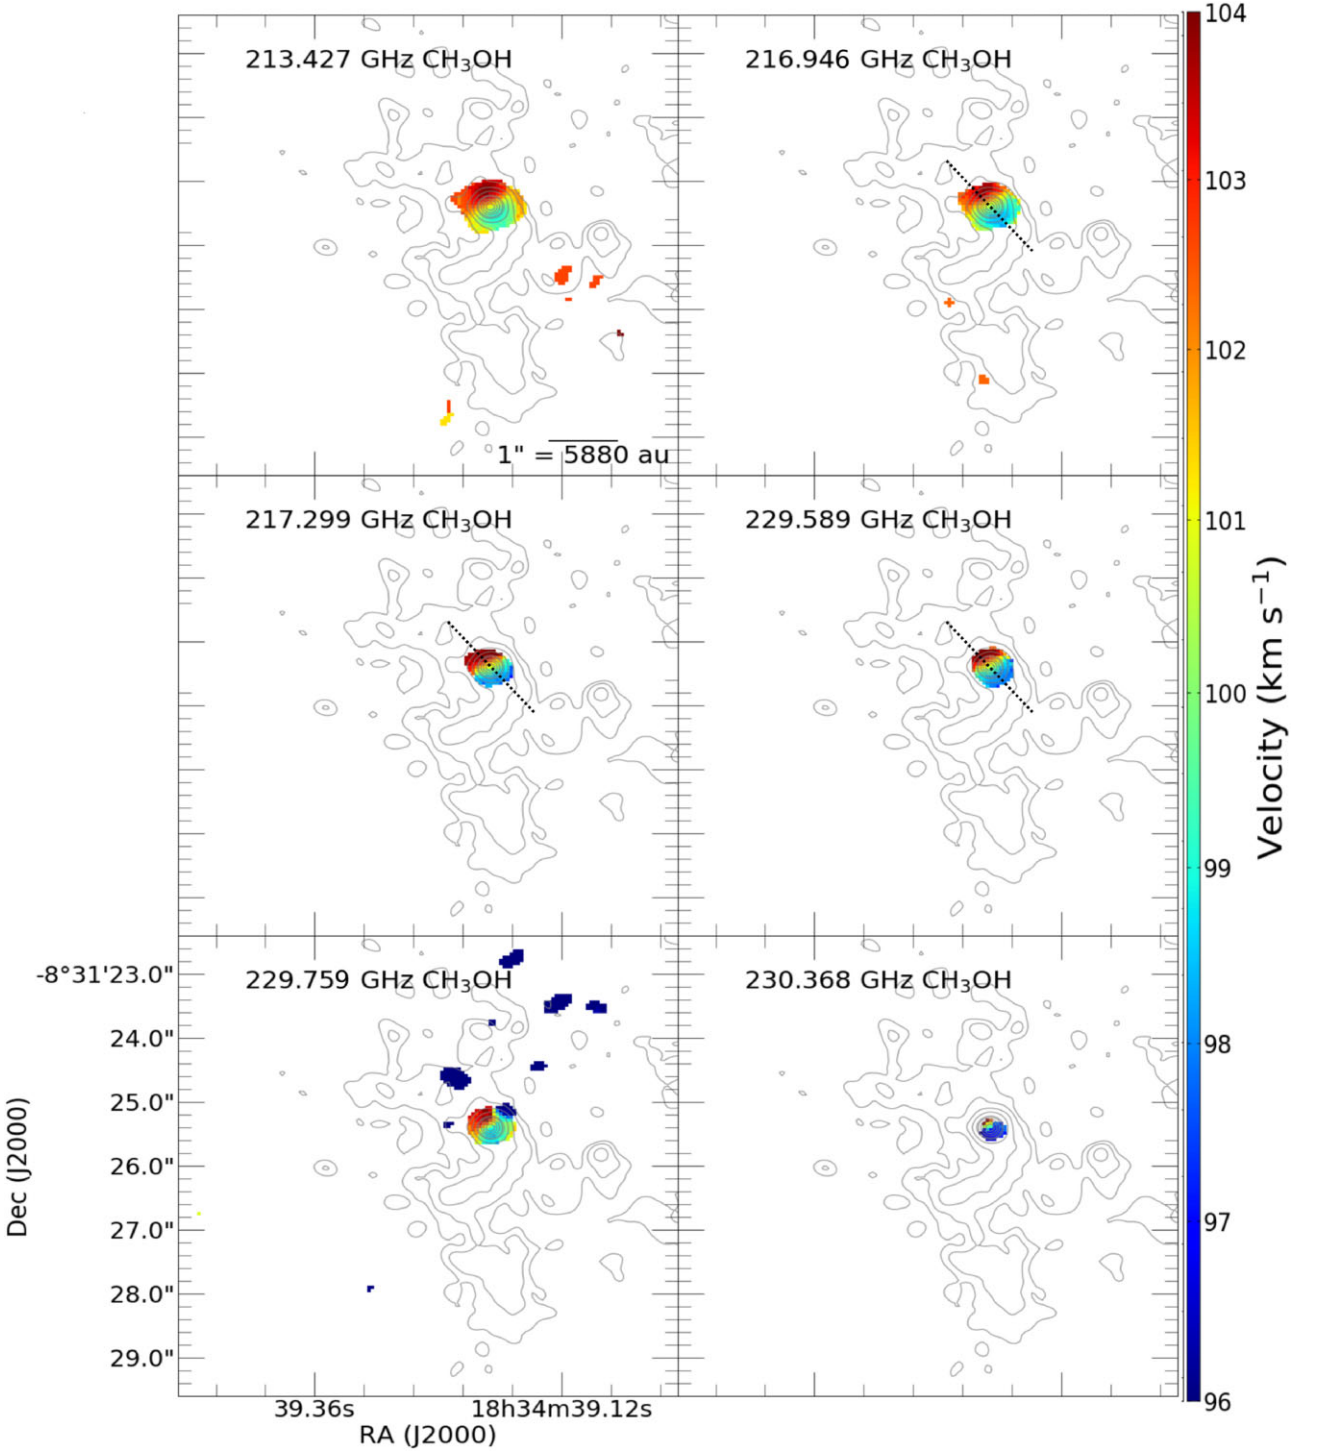 213.427 GHz CH₃OH
216.946 GHz CH₃OH
1" = 5880 au
217.299 GHz CH₃OH
229.589 GHz CH₃OH
229.759 GHz CH₃OH
230.368 GHz CH₃OH
-8°31'23.0"
24.0"
25.0"
26.0"
27.0"
28.0"
29.0"
Dec (J2000)
39.36s
18h34m39.12s
RA (J2000)
104
103
102
101
100
99
98
97
96
Velocity (km s⁻¹)